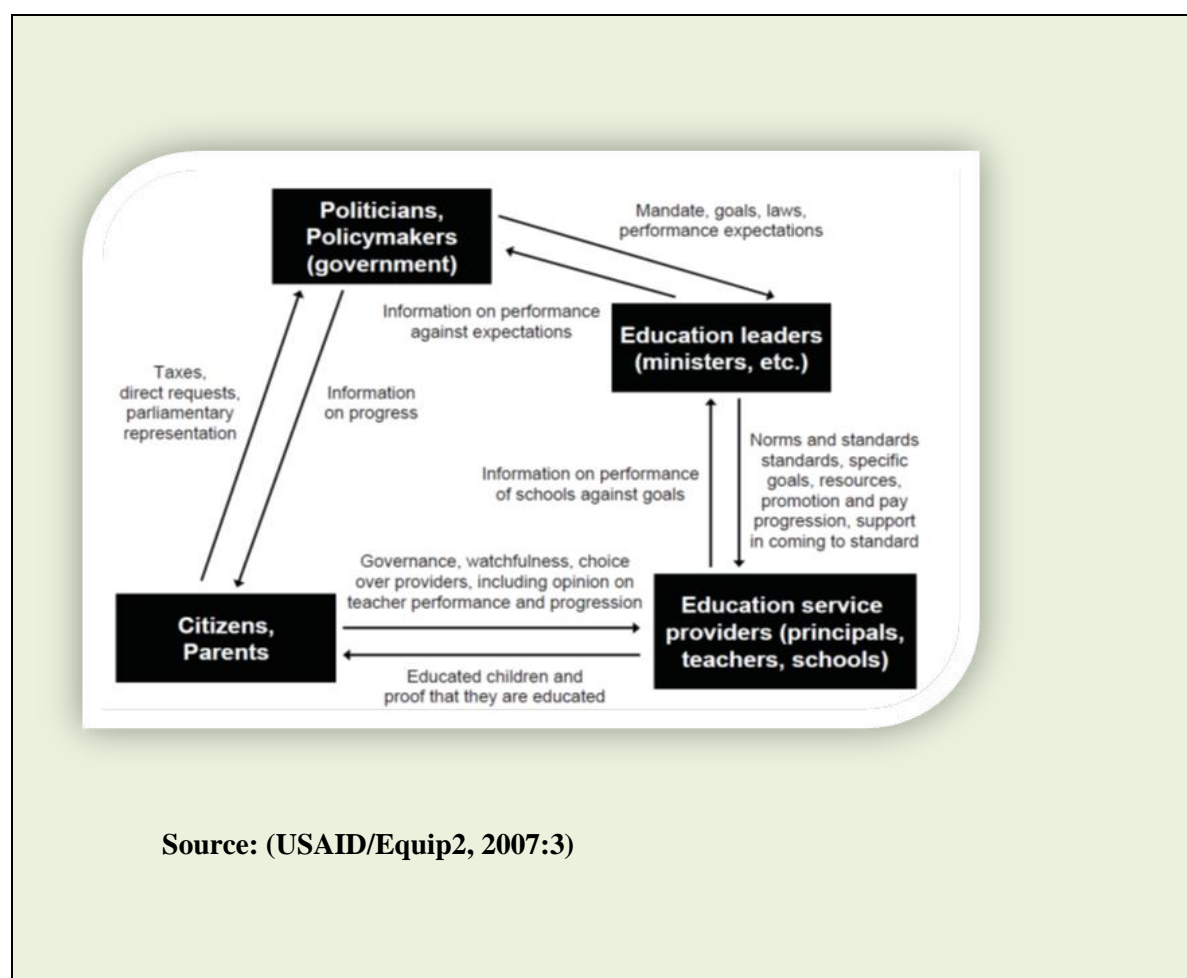 Politicians,
Policymakers
(government)
Mandate, goals, laws,
performance expectations
Information on performance
against expectations
Education leaders
(ministers, etc.)
Taxes,
direct requests,
parliamentary
representation
Information
on progress
Information on performance
of schools against goals
Norms and standards
standards, specific
goals, resources,
promotion and pay
progression, support
in coming to standard
Governance, watchfulness, choice
over providers, including opinion on
teacher performance and progression
Citizens,
Parents
Education service
providers (principals,
teachers, schools)
Educated children and
proof that they are educated
Source: (USAID/Equip2, 2007:3)